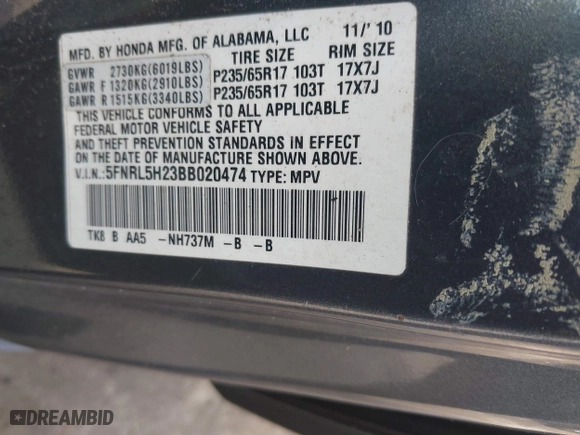 MFD. BY HONDA MFG. OF ALABAMA, LLC 11/'10
TIRE SIZE RIM SIZE
GVWR 2730KG(6019LBS)
GAWR F 1320KG(2910LBS) P235/65R17 103T 17X7J
GAWR R 1515KG(3340LBS) P235/65R17 103T 17X7J
THIS VEHICLE CONFORMS TO ALL APPLICABLE
FEDERAL MOTOR VEHICLE SAFETY
AND THEFT PREVENTION STANDARDS IN EFFECT
ON THE DATE OF MANUFACTURE SHOWN ABOVE.
V.I.N.:5FNRL5H23BB020474 TYPE: MPV
TK8 B AA5 -NH737M -B -B
DREAMBID